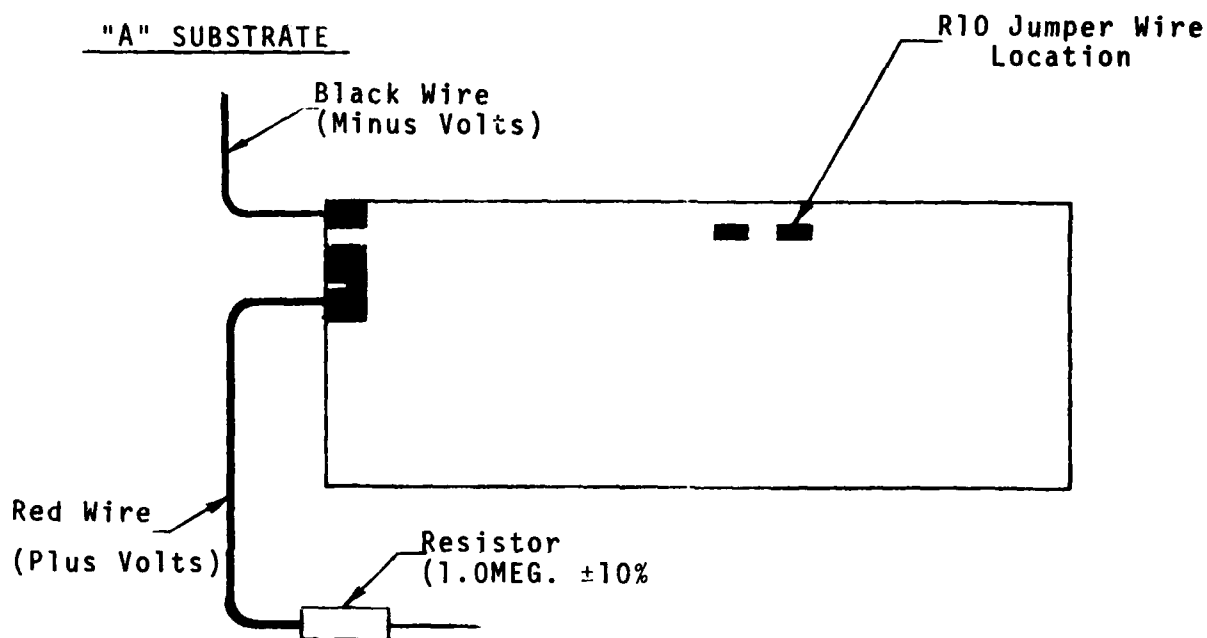 "A" SUBSTRATE
R10 Jumper Wire
Location
Black Wire
(Minus Volts)
Red Wire
(Plus Volts)
Resistor
(1.0MEG. ±10%